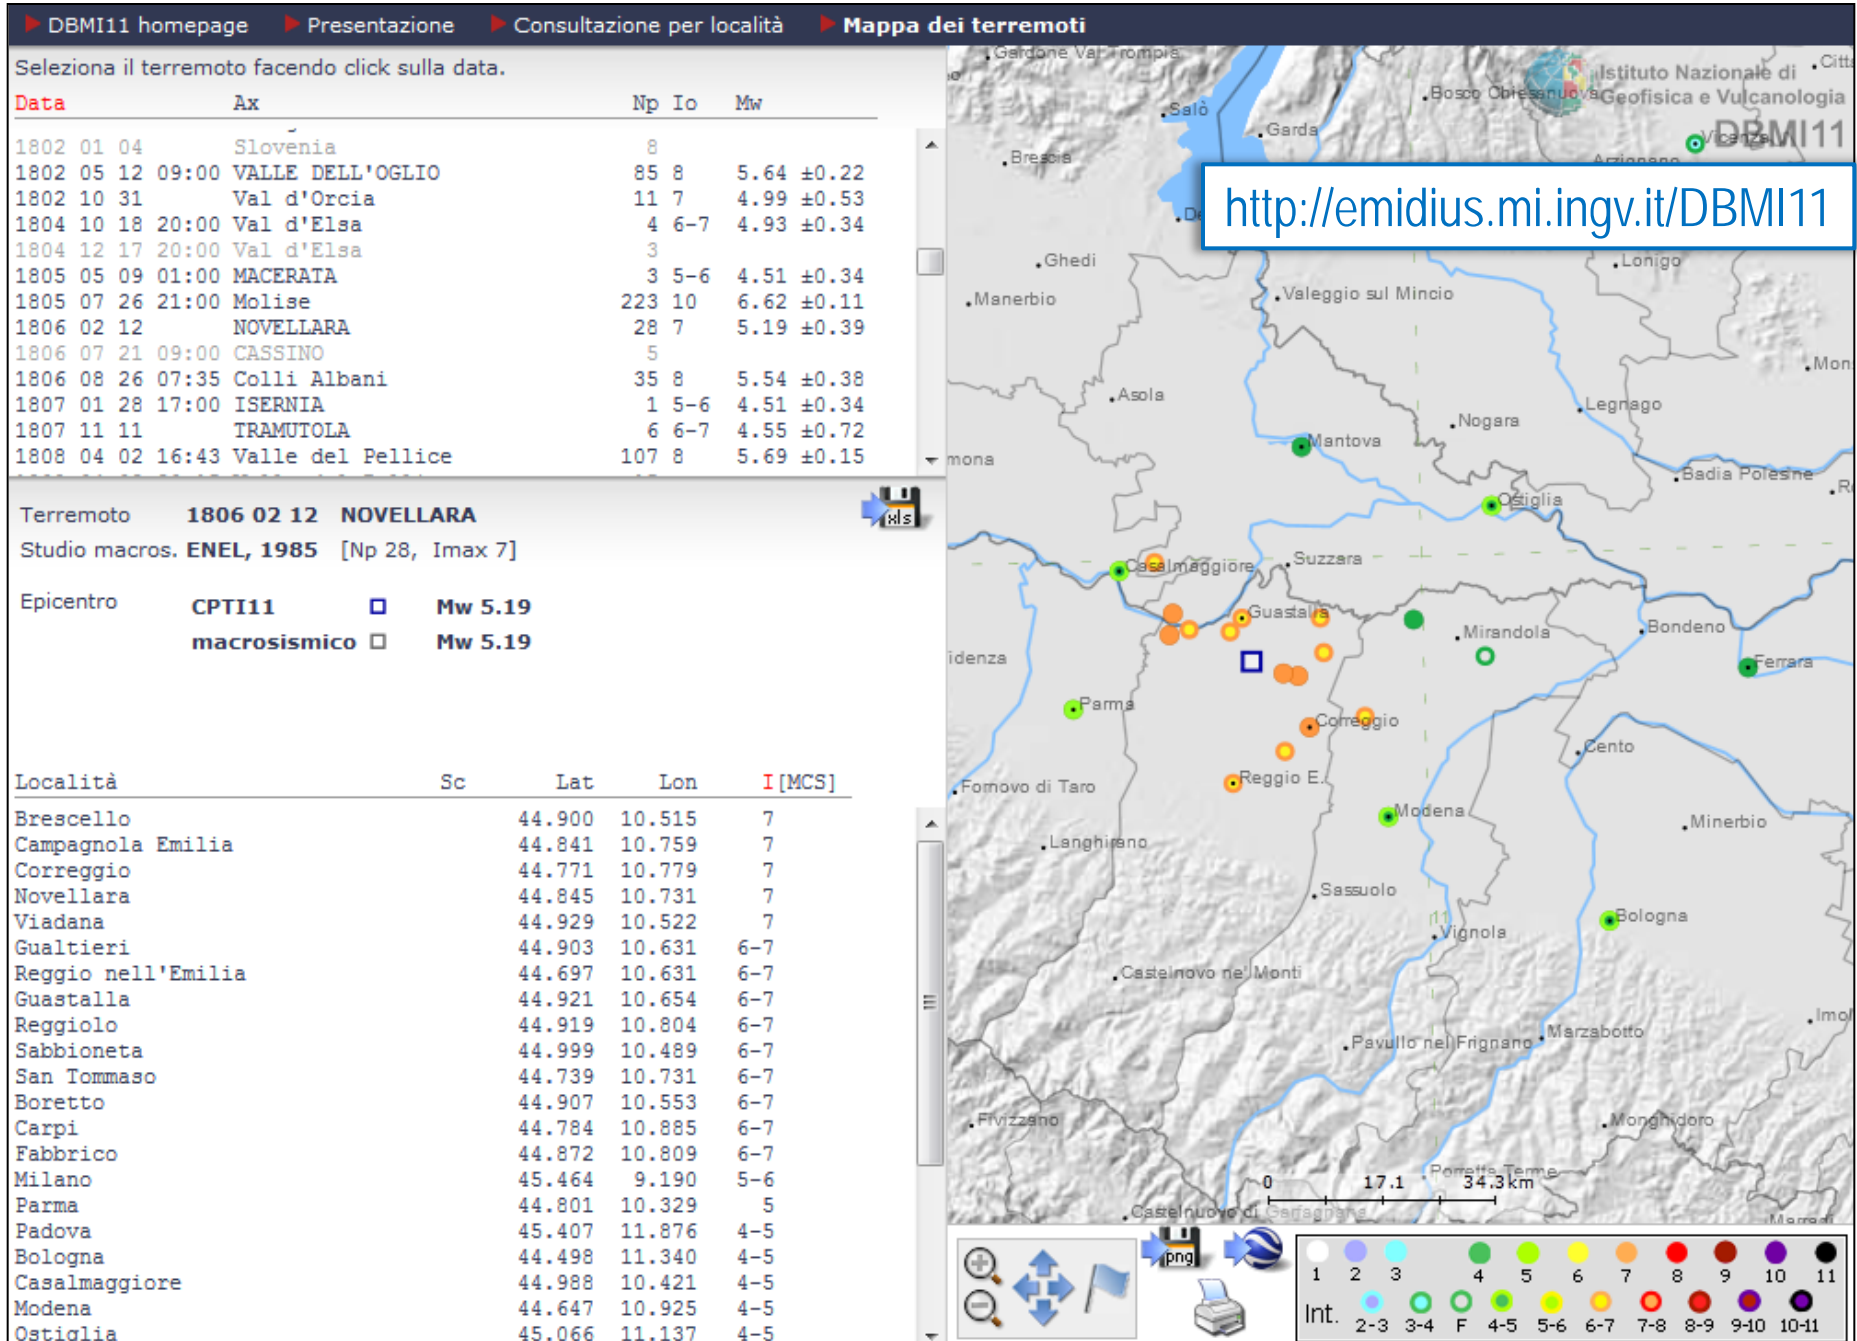 DBMI11 homepage Presentazione Consultazione per località Mappa dei terremoti
Seleziona il terremoto facendo click sulla data.
Data Ax Np Io Mw
1802 01 04 Slovenia 8
1802 05 12 09:00 VALLE DELL'OGLIO 85 8 5.64 ±0.22
1802 10 31 Val d'Orcia 11 7 4.99 ±0.53
1804 10 18 20:00 Val d'Elsa 4 6-7 4.93 ±0.34
1804 12 17 20:00 Val d'Elsa 3
1805 05 09 01:00 MACERATA 3 5-6 4.51 ±0.34
1805 07 26 21:00 Molise 223 10 6.62 ±0.11
1806 02 12 NOVELLARA 28 7 5.19 ±0.39
1806 07 21 09:00 CASSINO 5
1806 08 26 07:35 Colli Albani 35 8 5.54 ±0.38
1807 01 28 17:00 ISERNIA 1 5-6 4.51 ±0.34
1807 11 11 TRAMUTOLA 6 6-7 4.55 ±0.72
1808 04 02 16:43 Valle del Pellice 107 8 5.69 ±0.15
Terremoto 1806 02 12 NOVELLARA
xls
Studio macros. ENEL, 1985 [Np 28, Imax 7]
Epicentro CPTI11 Mw 5.19
macrosismico Mw 5.19
Località Sc Lat Lon I[MCS]
Brescello 44.900 10.515 7
Campagnola Emilia 44.841 10.759 7
Correggio 44.771 10.779 7
Novellara 44.845 10.731 7
Viadana 44.929 10.522 7
Gualtieri 44.903 10.631 6-7
Reggio nell'Emilia 44.697 10.631 6-7
Guastalla 44.921 10.654 6-7
Reggiolo 44.919 10.804 6-7
Sabbioneta 44.999 10.489 6-7
San Tommaso 44.739 10.731 6-7
Boretto 44.907 10.553 6-7
Carpi 44.784 10.885 6-7
Fabbrico 44.872 10.809 6-7
Milano 45.464 9.190 5-6
Parma 44.801 10.329 5
Padova 45.407 11.876 4-5
Bologna 44.498 11.340 4-5
Casalmaggiore 44.988 10.421 4-5
Modena 44.647 10.925 4-5
Ostiglia 45.066 11.137 4-5
Gardone Val Trompia
Istituto Nazionale di
Geofisica e Vulcanologia
DBMI11
Bosco Chiesanuova
Salò
Garda
Vicenza
Brescia
Arzignano
http://emidius.mi.ingv.it/DBMI11
Ghedi
Lonigo
Manerbio
Valeggio sul Mincio
Asola
Legnago
Nogara
Mantova
mona
Badia Polesine
Ostiglia
Casalmaggiore
Suzzara
Guastalla
Mirandola
Bondeno
idenza
Ferrara
Parma
Correggio
Cento
Reggio E.
Fornovo di Taro
Modena
Minerbio
Langhirano
Sassuolo
11
Bologna
Vignola
Castelnovo ne' Monti
Imol
Marzabotto
Pavullo nel Frignano
Fivizzano
Monghidoro
Porretta Terme
0 17.1 34.3km
Castelnuovo di Garfagnana
Marradi
png
1 2 3 4 5 6 7 8 9 10 11
Int. 2-3 3-4 F 4-5 5-6 6-7 7-8 8-9 9-10 10-11